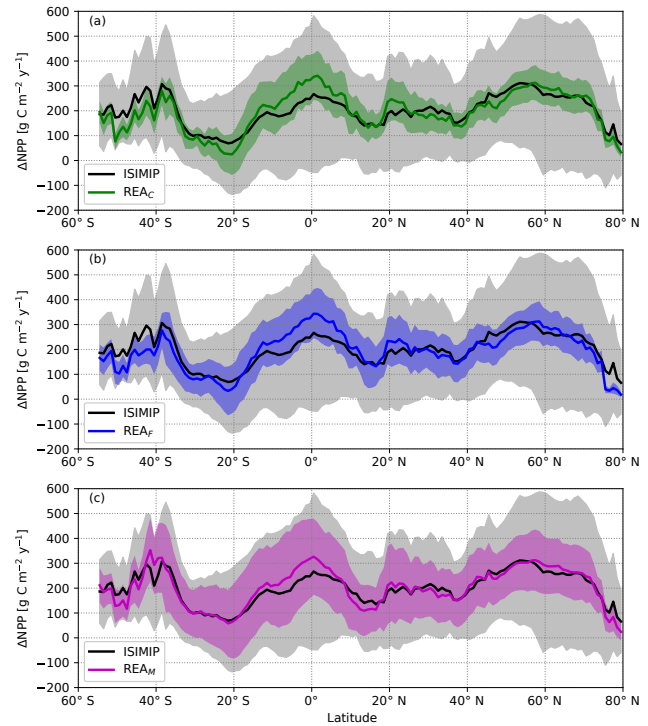 (a)
600
500
400
300
200
100
0
−100
−200
ΔNPP [g C m⁻² y⁻¹]
ISIMIP
REA_C
60° S 40° S 20° S 0° 20° N 40° N 60° N 80° N
(b)
600
500
400
300
200
100
0
−100
−200
ΔNPP [g C m⁻² y⁻¹]
ISIMIP
REA_F
60° S 40° S 20° S 0° 20° N 40° N 60° N 80° N
(c)
600
500
400
300
200
100
0
−100
−200
ΔNPP [g C m⁻² y⁻¹]
ISIMIP
REA_M
60° S 40° S 20° S 0° 20° N 40° N 60° N 80° N
Latitude